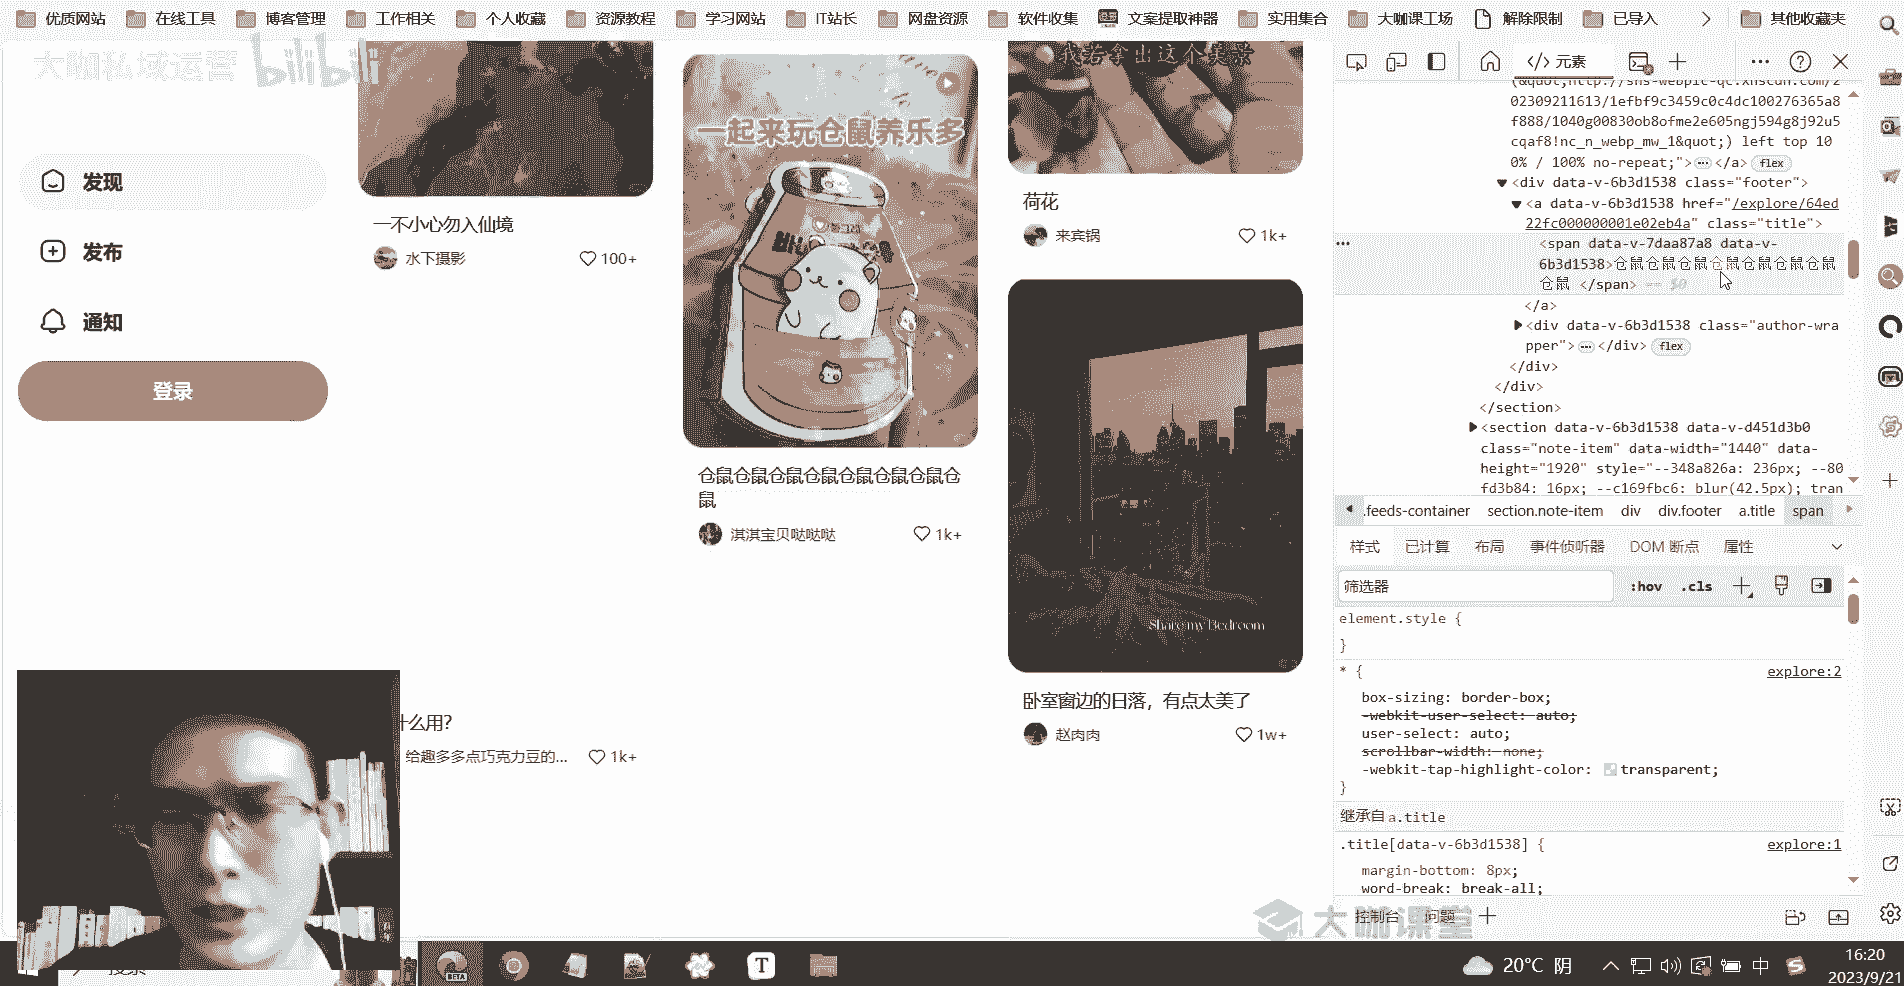 优质网站
在线工具
博客管理
工作相关
个人收藏
资源教程
学习网站
IT站长
网盘资源
软件收集
文案提取神器
实用集合
大咖课工场
解除限制
已导入
其他收藏夹
大咖私域运营
bilibili
发现
发布
通知
登录
一不小心勿入仙境
水下摄影
100+
什么用?
给趣多多点巧克力豆的...
1k+
一起来玩仓鼠养乐多
仓鼠仓鼠仓鼠仓鼠仓鼠仓鼠仓鼠仓
鼠
淇淇宝贝哒哒哒
1k+
我若拿出这个美景
荷花
来宾锅
1k+
Share my Bedroom
卧室窗边的日落，有点太美了
赵肉肉
1w+
元素
(&quot;http://sns-webpic-qc.xhscdn.com/2
02309211613/1efbf9c3459c0c4dc100276365a8
f888/1040g00830ob8ofme2e605ngj594g8j92u5
cqaf8!nc_n_webp_mw_1&quot;) left top 10
0% / 100% no-repeat;">…</a> flex
<div data-v-6b3d1538 class="footer">
<a data-v-6b3d1538 href="/explore/64ed
22fc000000001e02eb4a" class="title">
<span data-v-7daa87a8 data-v-
6b3d1538>仓鼠仓鼠仓鼠仓鼠仓鼠仓鼠仓鼠
仓鼠 </span> == $0
</a>
<div data-v-6b3d1538 class="author-wra
pper">…</div> flex
</div>
</div>
</section>
<section data-v-6b3d1538 data-v-d451d3b0
class="note-item" data-width="1440" data-
height="1920" style="--348a826a: 236px; --80
fd3b84: 16px; --c169fbc6: blur(42.5px); tran
.feeds-container section.note-item div div.footer a.title span
样式 已计算 布局 事件侦听器 DOM 断点 属性
筛选器
:hov .cls
element.style {
}
* {
explore:2
box-sizing: border-box;
-webkit-user-select: auto;
user-select: auto;
scrollbar-width: none;
-webkit-tap-highlight-color: transparent;
}
继承自 a.title
.title[data-v-6b3d1538] {
explore:1
margin-bottom: 8px;
word-break: break-all;
控制台 问题
大咖课堂
搜索
BETA
T
20°C 阴
中
16:20
2023/9/21